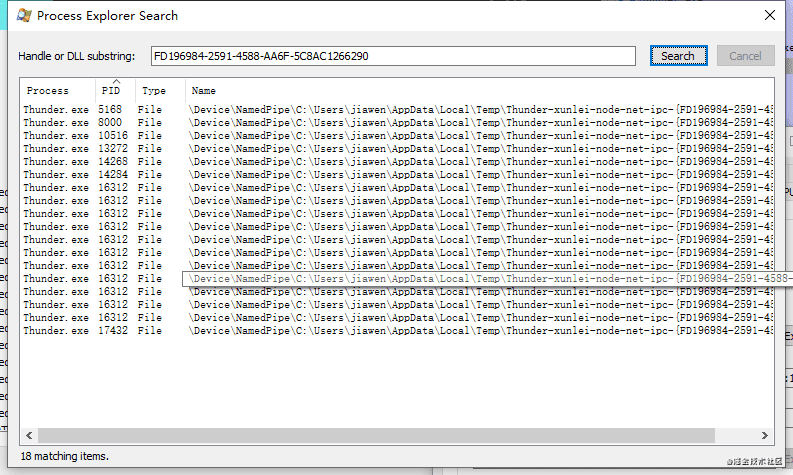 Process Explorer Search
Handle or DLL substring: FD196984-2591-4588-AA6F-5C8AC1266290 Search Cancel
Process PID Type Name
Thunder.exe 5168 File \Device\NamedPipe\C:\Users\jiawen\AppData\Local\Temp\Thunder-xunlei-node-net-ipc-{FD196984-2591-45
Thunder.exe 8000 File \Device\NamedPipe\C:\Users\jiawen\AppData\Local\Temp\Thunder-xunlei-node-net-ipc-{FD196984-2591-45
Thunder.exe 10516 File \Device\NamedPipe\C:\Users\jiawen\AppData\Local\Temp\Thunder-xunlei-node-net-ipc-{FD196984-2591-45
Thunder.exe 13272 File \Device\NamedPipe\C:\Users\jiawen\AppData\Local\Temp\Thunder-xunlei-node-net-ipc-{FD196984-2591-45
Thunder.exe 14268 File \Device\NamedPipe\C:\Users\jiawen\AppData\Local\Temp\Thunder-xunlei-node-net-ipc-{FD196984-2591-45
Thunder.exe 14284 File \Device\NamedPipe\C:\Users\jiawen\AppData\Local\Temp\Thunder-xunlei-node-net-ipc-{FD196984-2591-45
Thunder.exe 16312 File \Device\NamedPipe\C:\Users\jiawen\AppData\Local\Temp\Thunder-xunlei-node-net-ipc-{FD196984-2591-45
Thunder.exe 16312 File \Device\NamedPipe\C:\Users\jiawen\AppData\Local\Temp\Thunder-xunlei-node-net-ipc-{FD196984-2591-45
Thunder.exe 16312 File \Device\NamedPipe\C:\Users\jiawen\AppData\Local\Temp\Thunder-xunlei-node-net-ipc-{FD196984-2591-45
Thunder.exe 16312 File \Device\NamedPipe\C:\Users\jiawen\AppData\Local\Temp\Thunder-xunlei-node-net-ipc-{FD196984-2591-45
Thunder.exe 16312 File \Device\NamedPipe\C:\Users\jiawen\AppData\Local\Temp\Thunder-xunlei-node-net-ipc-{FD196984-2591-45
Thunder.exe 16312 File \Device\NamedPipe\C:\Users\jiawen\AppData\Local\Temp\Thunder-xunlei-node-net-ipc-{FD196984-2591-45
Thunder.exe 16312 File \Device\NamedPipe\C:\Users\jiawen\AppData\Local\Temp\Thunder-xunlei-node-net-ipc-{FD196984-2591-45
Thunder.exe 16312 File \Device\NamedPipe\C:\Users\jiawen\AppData\Local\Temp\Thunder-xunlei-node-net-ipc-{FD196984-2591-4588-
Thunder.exe 16312 File \Device\NamedPipe\C:\Users\jiawen\AppData\Local\Temp\Thunder-xunlei-node-net-ipc-{FD196984-2591-45
Thunder.exe 16312 File \Device\NamedPipe\C:\Users\jiawen\AppData\Local\Temp\Thunder-xunlei-node-net-ipc-{FD196984-2591-45
Thunder.exe 16312 File \Device\NamedPipe\C:\Users\jiawen\AppData\Local\Temp\Thunder-xunlei-node-net-ipc-{FD196984-2591-45
Thunder.exe 17432 File \Device\NamedPipe\C:\Users\jiawen\AppData\Local\Temp\Thunder-xunlei-node-net-ipc-{FD196984-2591-45
18 matching items.
@掘金技术社区